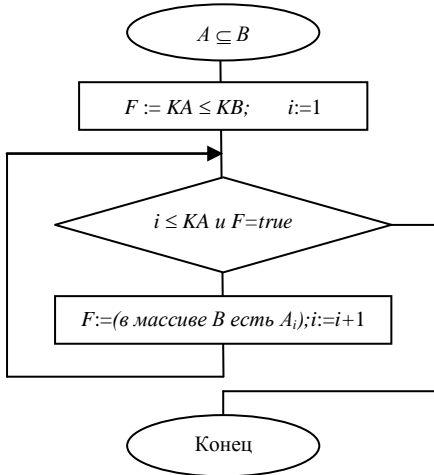 A ⊆ B
F := KA ≤ KB; i:=1
i ≤ KA и F=true
F:=(в массиве B есть Aᵢ);i:=i+1
Конец